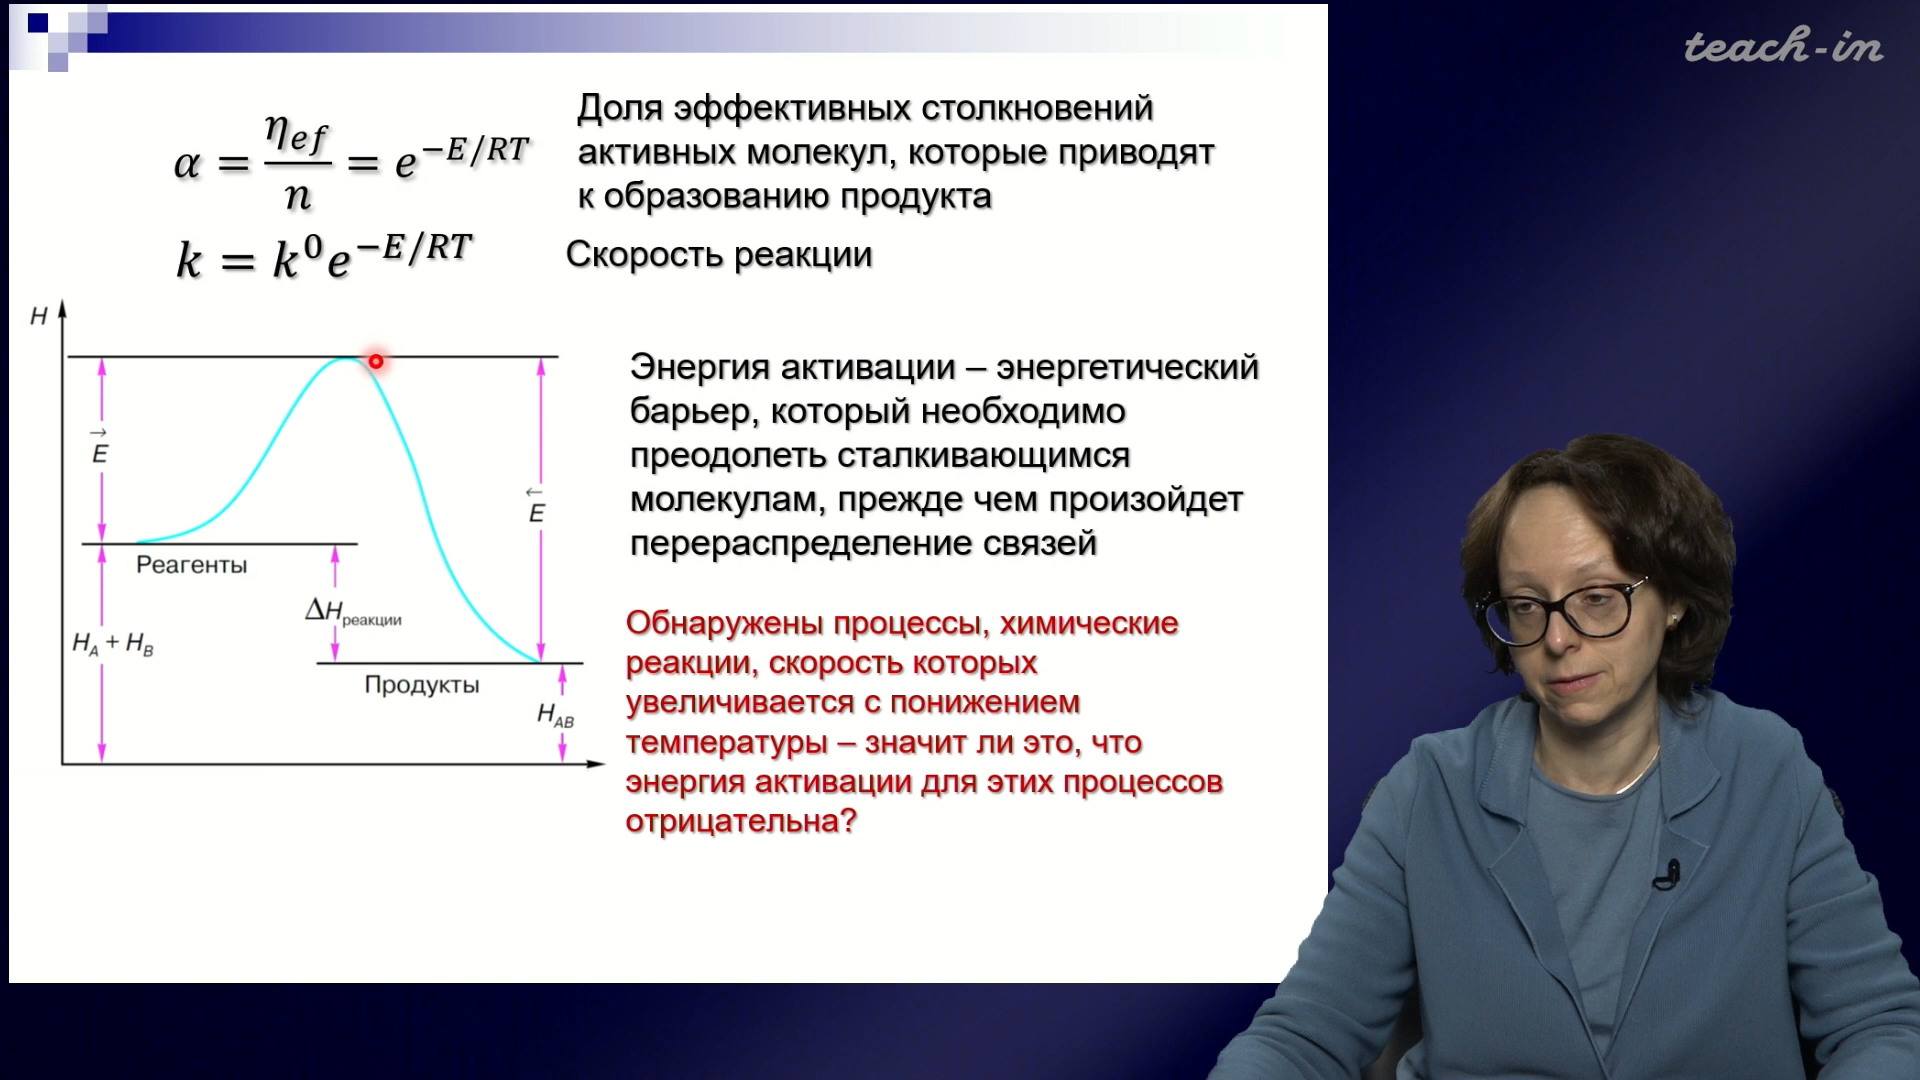 teach-in
α = η_ef / n = e^{−E/RT}
Доля эффективных столкновений
активных молекул, которые приводят
к образованию продукта
k = k⁰e^{−E/RT}
Скорость реакции
H
→
E
←
E
Реагенты
ΔH реакции
H_A + H_B
Продукты
H_AB
Энергия активации – энергетический
барьер, который необходимо
преодолеть сталкивающимся
молекулам, прежде чем произойдет
перераспределение связей
Обнаружены процессы, химические
реакции, скорость которых
увеличивается с понижением
температуры – значит ли это, что
энергия активации для этих процессов
отрицательна?